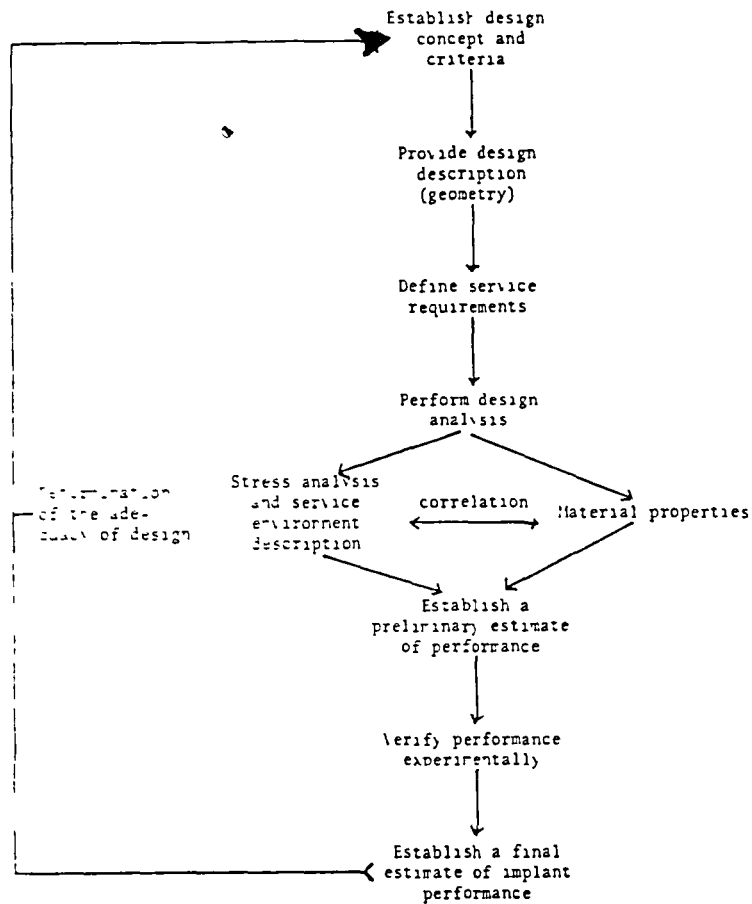 Establish design
concept and
criteria
Provide design
description
(geometry)
Define service
requirements
Perform design
analysis
Stress analysis
and service
environment
description
correlation
Material properties
Determination
of the ade-
quacy of design
Establish a
preliminary estimate
of performance
Verify performance
experimentally
Establish a final
estimate of implant
performance